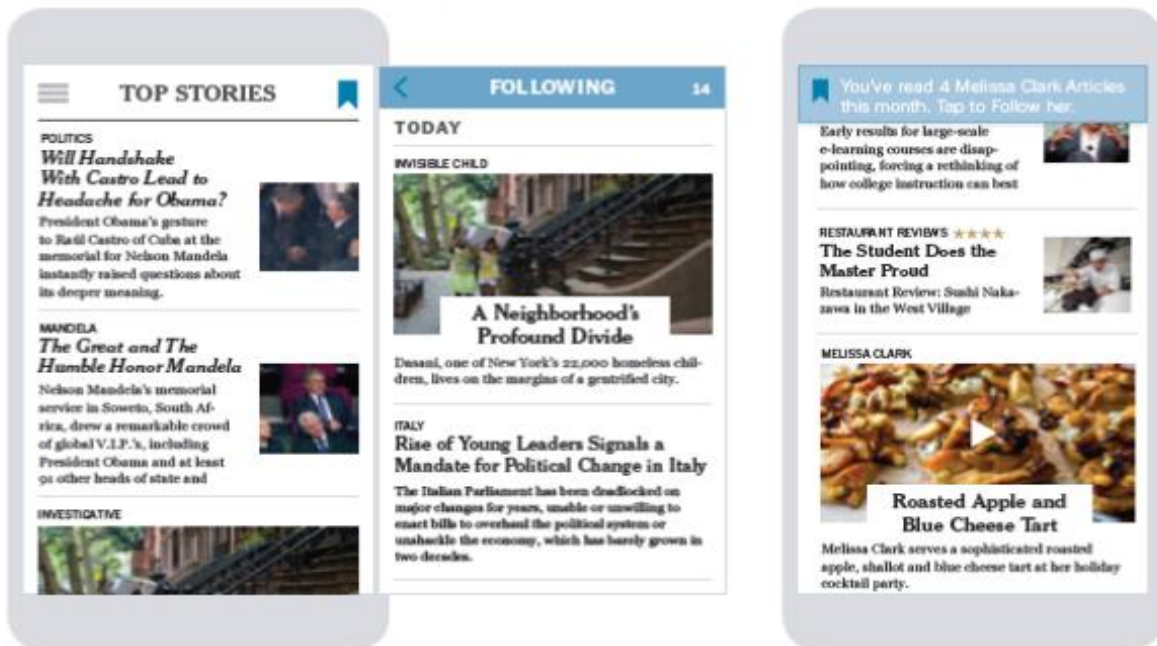 TOP STORIES
POLITICS
Will Handshake
With Castro Lead to
Headache for Obama?
President Obama's gesture
to Raúl Castro of Cuba at the
memorial for Nelson Mandela
instantly raised questions about
its deeper meaning.
MANDELA
The Great and The
Humble Honor Mandela
Nelson Mandela's memorial
service in Soweto, South Af-
rica, drew a remarkable crowd
of global V.I.P.'s, including
President Obama and at least
91 other heads of state and
INVESTIGATIVE
FOLLOWING
14
TODAY
INVISIBLE CHILD
A Neighborhood's
Profound Divide
Dasani, one of New York's 22,000 homeless chil-
dren, lives on the margins of a gentrified city.
ITALY
Rise of Young Leaders Signals a
Mandate for Political Change in Italy
The Italian Parliament has been deadlocked on
major changes for years, unable or unwilling to
enact bills to overhaul the political system or
unshackle the economy, which has barely grown in
two decades.
You've read 4 Melissa Clark Articles
this month. Tap to Follow her.
Early results for large-scale
e-learning courses are disap-
pointing, forcing a rethinking of
how college instruction can best
RESTAURANT REVIEWS ★★★★
The Student Does the
Master Proud
Restaurant Review: Sushi Naka-
zawa in the West Village
MELISSA CLARK
Roasted Apple and
Blue Cheese Tart
Melissa Clark serves a sophisticated roasted
apple, shallot and blue cheese tart at her holiday
cocktail party.